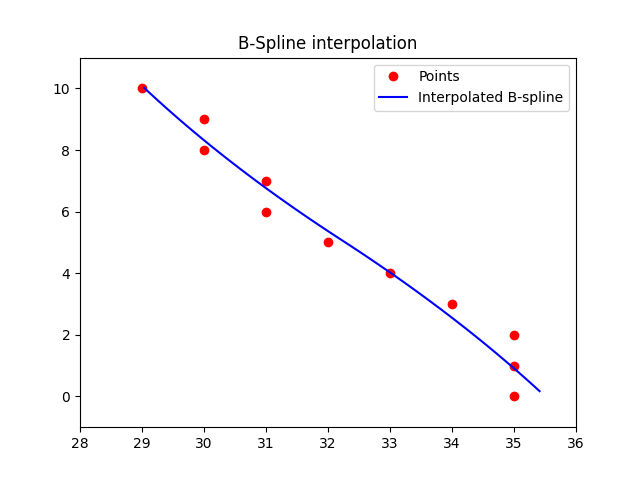 B-Spline interpolation
Points
Interpolated B-spline
10
8
6
4
2
0
28 29 30 31 32 33 34 35 36